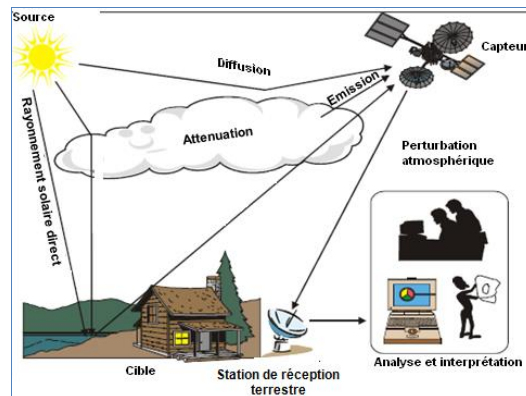 Source
Capteur
Diffusion
Emission
Attenuation
Rayonnement solaire direct
Perturbation
atmosphérique
Cible
Station de réception
terrestre
Analyse et interprétation